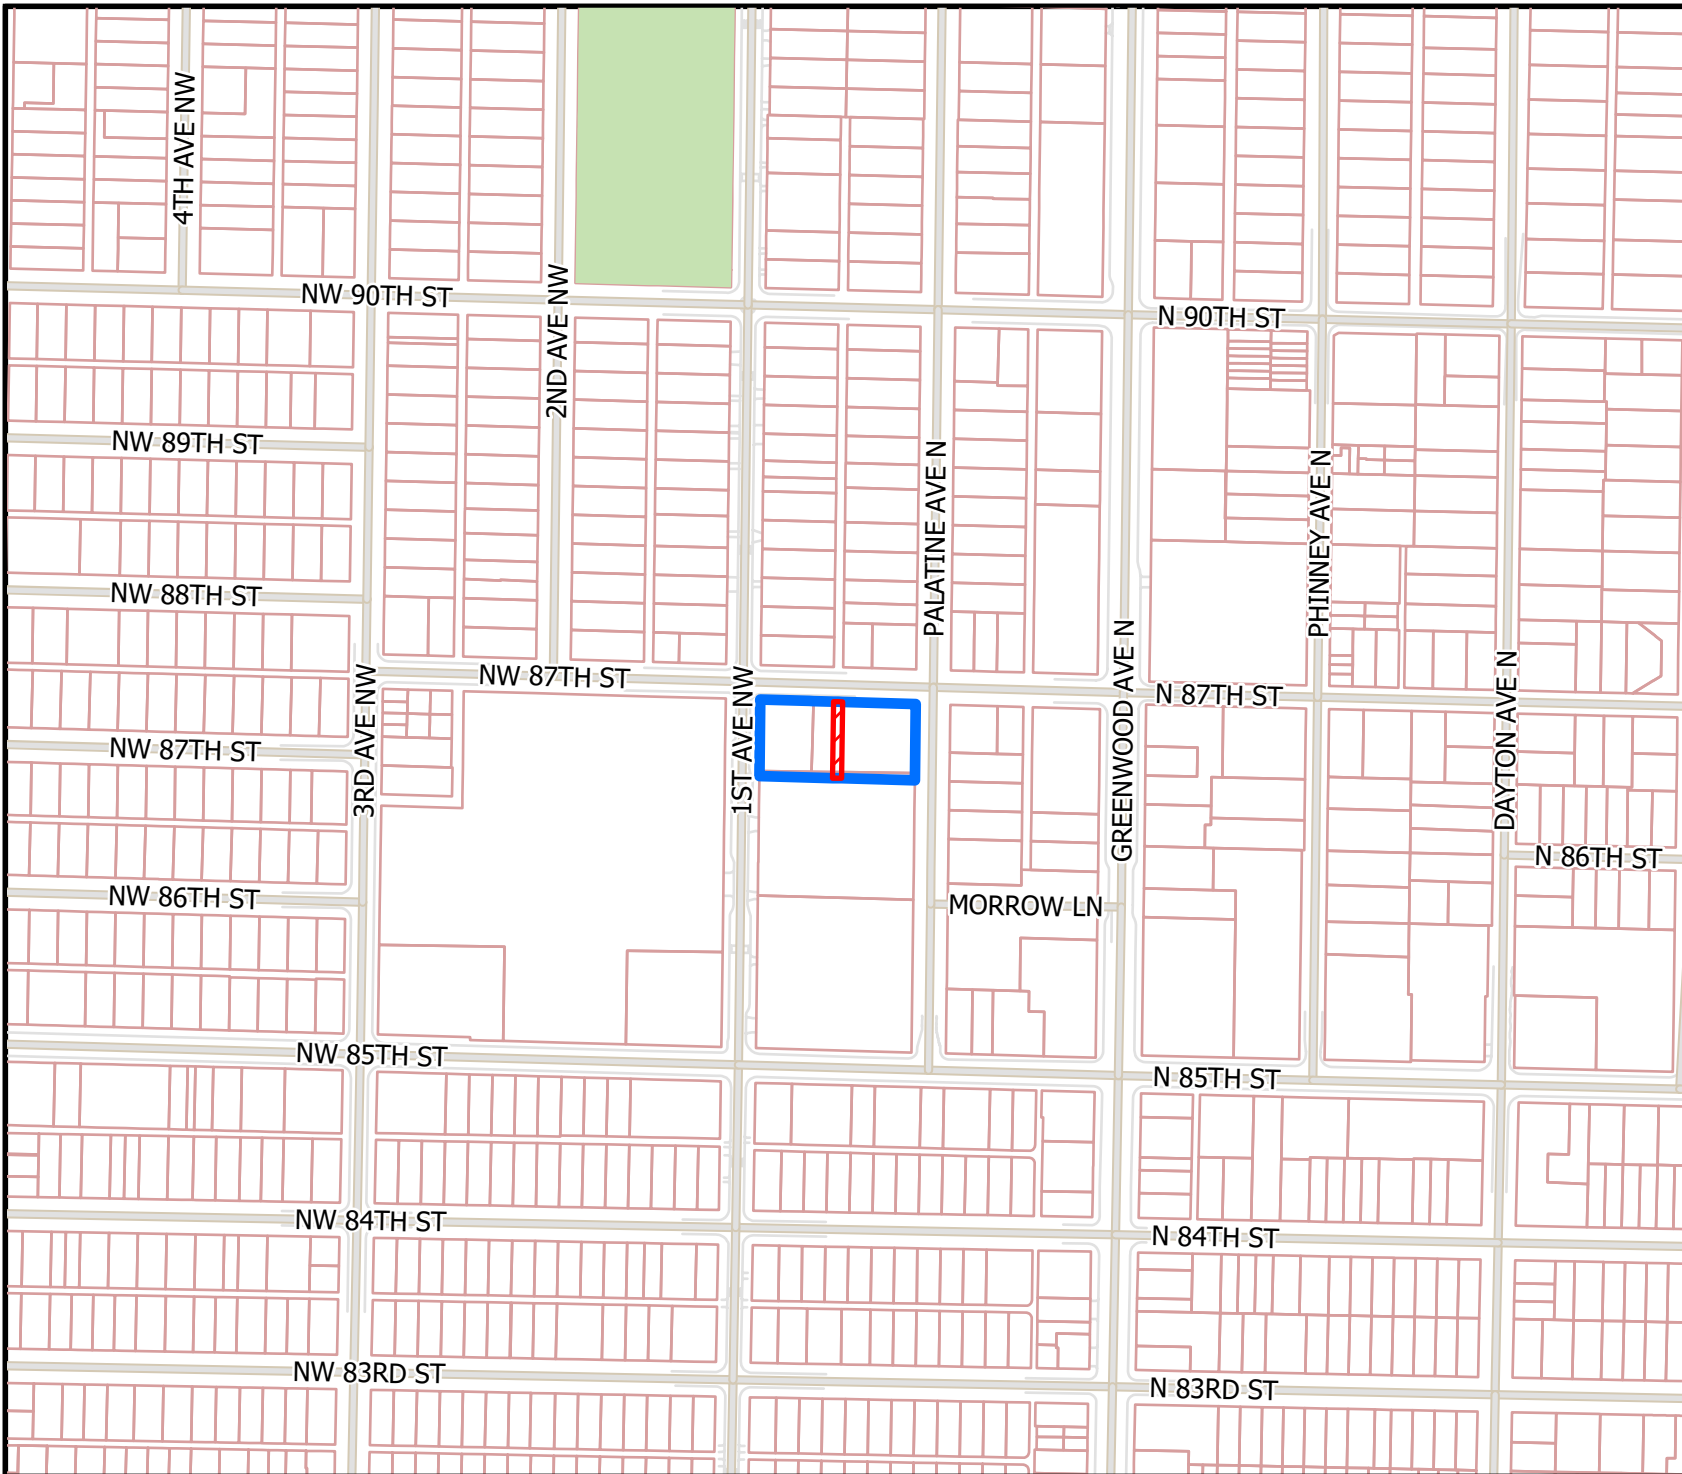 4TH AVE NW
2ND AVE NW
NW 90TH ST
N 90TH ST
NW 89TH ST
PALATINE AVE N
PHINNEY AVE N
NW 88TH ST
3RD AVE NW
NW 87TH ST
1ST AVE NW
GREENWOOD AVE N
N 87TH ST
DAYTON AVE N
NW 87TH ST
N 86TH ST
NW 86TH ST
MORROW LN
NW 85TH ST
N 85TH ST
NW 84TH ST
N 84TH ST
NW 83RD ST
N 83RD ST